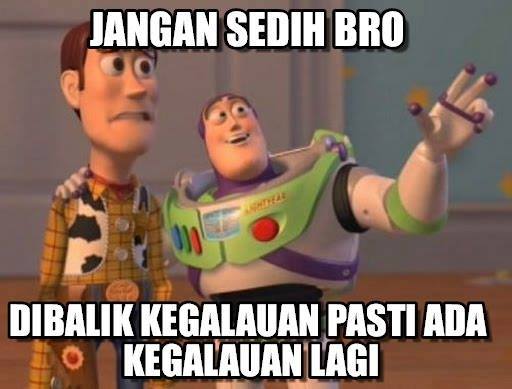 JANGAN SEDIH BRO
LIGHTYEAR
DIBALIK KEGALAUAN PASTI ADA
KEGALAUAN LAGI